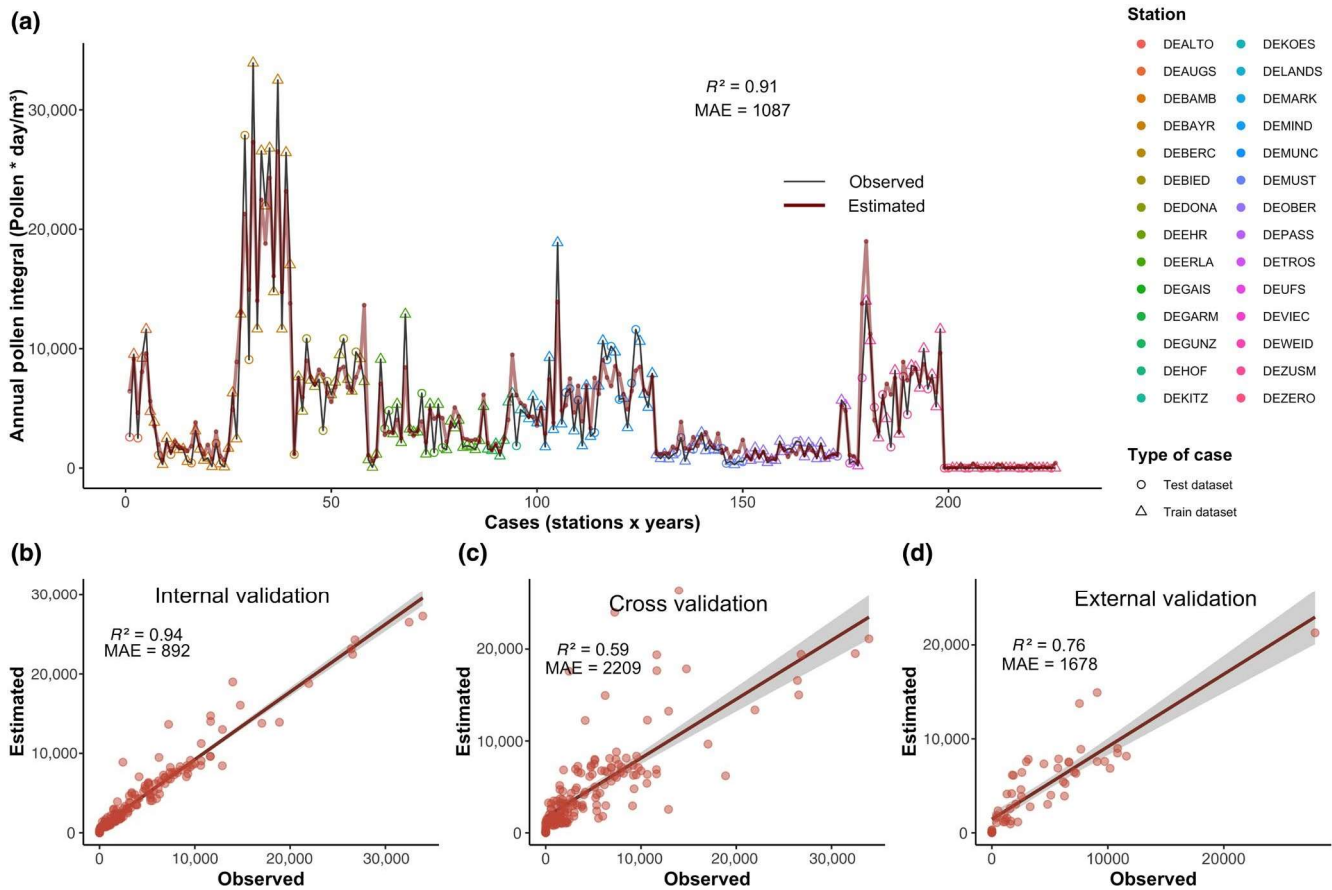 (a)
Annual pollen integral (Pollen * day/m³)
30,000
20,000
10,000
0
R² = 0.91
MAE = 1087
Observed
Estimated
0
50
100
150
200
Cases (stations x years)
Station
DEALTO
DEAUGS
DEBAMB
DEBAYR
DEBERC
DEBIED
DEDONA
DEEHR
DEERLA
DEGAIS
DEGARM
DEGUNZ
DEHOF
DEKITZ
DEKOES
DELANDS
DEMARK
DEMIND
DEMUNC
DEMUST
DEOBER
DEPASS
DETROS
DEUFS
DEVIEC
DEWEID
DEZUSM
DEZERO
Type of case
Test dataset
Train dataset
(b)
Internal validation
R² = 0.94
MAE = 892
Estimated
30,000
20,000
10,000
0
0
10,000
20,000
30,000
Observed
(c)
Cross validation
R² = 0.59
MAE = 2209
Estimated
20,000
10,000
0
0
10,000
20,000
30,000
Observed
(d)
External validation
R² = 0.76
MAE = 1678
Estimated
20,000
10,000
0
0
10000
20000
Observed